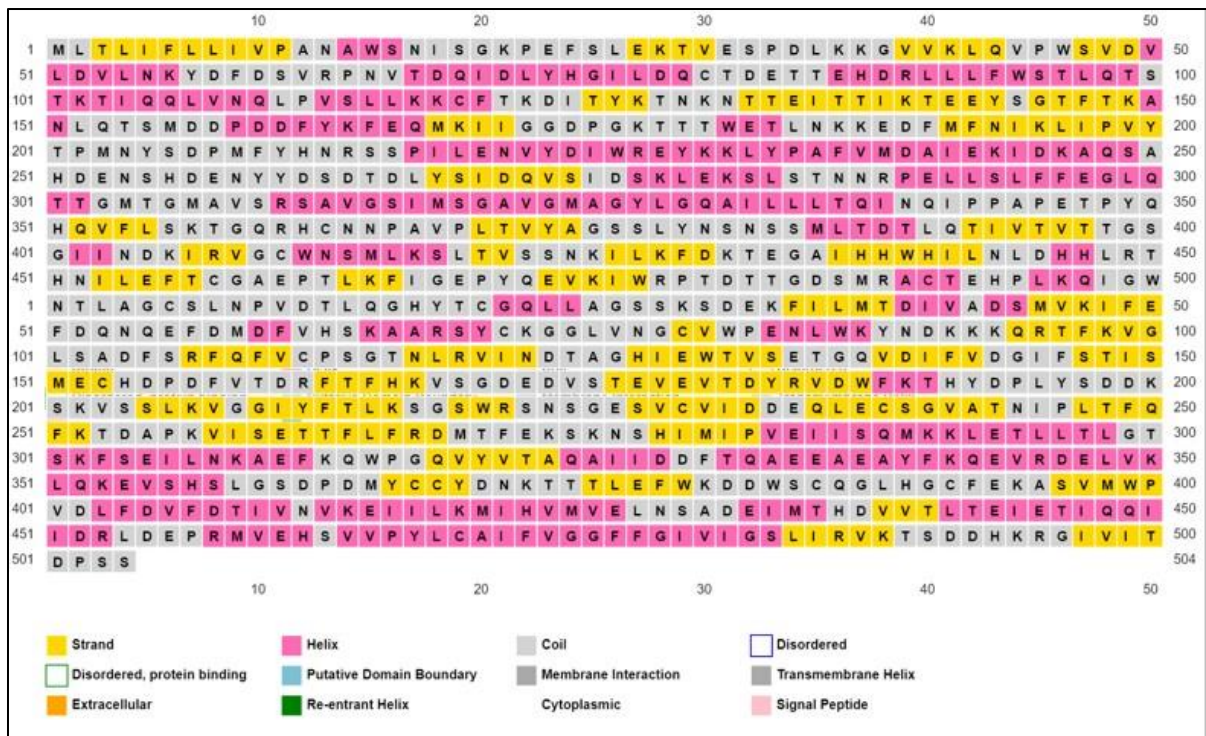 10 20 30 40 50
1 M L T L I F L L I V P A N A W S N I S G K P E F S L E K T V E S P D L K K G V V K L Q V P W S V D V 50
51 L D V L N K Y D F D S V R P N V T D Q I D L Y H G I L D Q C T D E T T E H D R L L L F W S T L Q T S 100
101 T K T I Q Q L V N Q L P V S L L K K C F T K D I T Y K T N K N T T E I T T I K T E E Y S G T F T K A 150
151 N L Q T S M D D P D D F Y K F E Q M K I I G G D P G K T T T W E T L N K K E D F M F N I K L I P V Y 200
201 T P M N Y S D P M F Y H N R S S P I L E N V Y D I W R E Y K K L Y P A F V M D A I E K I D K A Q S A 250
251 H D E N S H D E N Y Y D S D T D L Y S I D Q V S I D S K L E K S L S T N N R P E L L S L F F E G L Q 300
301 T T G M T G M A V S R S A V G S I M S G A V G M A G Y L G Q A I L L L T Q I N Q I P P A P E T P Y Q 350
351 H Q V F L S K T G Q R H C N N P A V P L T V Y A G S S L Y N S N S S M L T D T L Q T I V T V T T G S 400
401 G I I N D K I R V G C W N S M L K S L T V S S N K I L K F D K T E G A I H H W H I L N L D H H L R T 450
451 H N I L E F T C G A E P T L K F I G E P Y Q E V K I W R P T D T T G D S M R A C T E H P L K Q I G W 500
1 N T L A G C S L N P V D T L Q G H Y T C G Q L L A G S S K S D E K F I L M T D I V A D S M V K I F E 50
51 F D Q N Q E F D M D F V H S K A A R S Y C K G G L V N G C V W P E N L W K Y N D K K K Q R T F K V G 100
101 L S A D F S R F Q F V C P S G T N L R V I N D T A G H I E W T V S E T G Q V D I F V D G I F S T I S 150
151 M E C H D P D F V T D R F T F H K V S G D E D V S T E V E V T D Y R V D W F K T H Y D P L Y S D D K 200
201 S K V S S L K V G G I Y F T L K S G S W R S N S G E S V C V I D D E Q L E C S G V A T N I P L T F Q 250
251 F K T D A P K V I S E T T F L F R D M T F E K S K N S H I M I P V E I I S Q M K K L E T L L T L G T 300
301 S K F S E I L N K A E F K Q W P G Q V Y V T A Q A I I D D F T Q A E E A E A Y F K Q E V R D E L V K 350
351 L Q K E V S H S L G S D P D M Y C C Y D N K T T T L E F W K D D W S C Q G L H G C F E K A S V M W P 400
401 V D L F D V F D T I V N V K E I I L K M I H V M V E L N S A D E I M T H D V V T L T E I E T I Q Q I 450
451 I D R L D E P R M V E H S V V P Y L C A I F V G G F F G I V I G S L I R V K T S D D H K R G I V I T 500
501 D P S S 504
10 20 30 40 50
Strand Helix Coil Disordered
Disordered, protein binding Putative Domain Boundary Membrane Interaction Transmembrane Helix
Extracellular Re-entrant Helix Cytoplasmic Signal Peptide